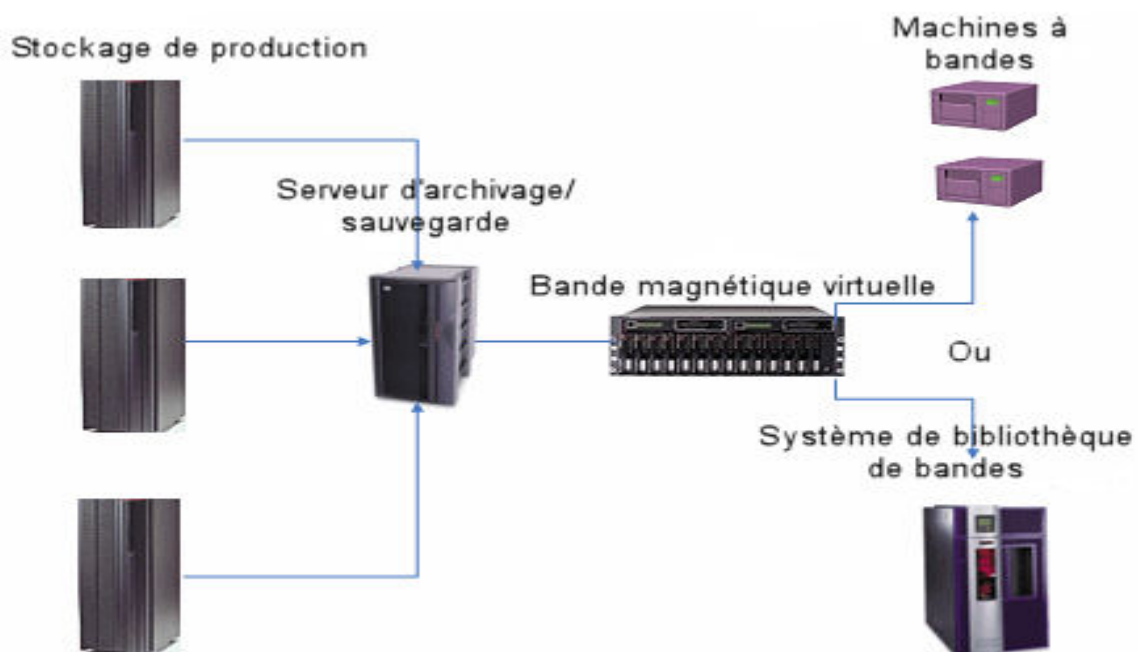 Stockage de production
Machines à
bandes
Serveur d'archivage/
sauvegarde
Bande magnétique virtuelle
Ou
Système de bibliothèque
de bandes